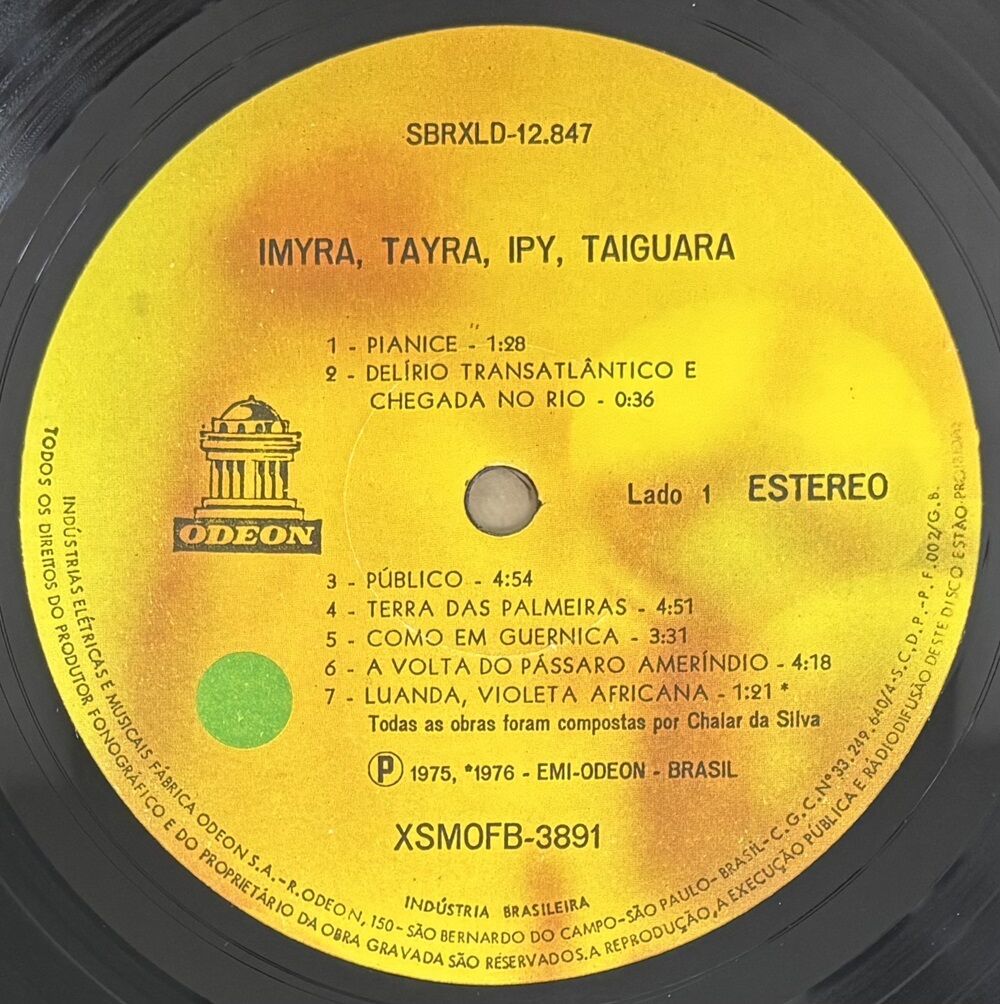 SBRXLD-12.847
IMYRA, TAYRA, IPY, TAIGUARA
1 - PIANICE - 1:28
2 - DELÍRIO TRANSATLÂNTICO E
CHEGADA NO RIO - 0:36
ODEON
Lado 1 ESTEREO
3 - PÚBLICO - 4:54
4 - TERRA DAS PALMEIRAS - 4:51
5 - COMO EM GUERNICA - 3:31
6 - A VOLTA DO PÁSSARO AMERÍNDIO - 4:18
7 - LUANDA, VIOLETA AFRICANA - 1:21 *
Todas as obras foram compostas por Chalar da Silva
Ⓟ 1975, *1976 - EMI-ODEON - BRASIL
XSMOFB-3891
INDÚSTRIA BRASILEIRA
INDÚSTRIAS ELÉTRICAS E MUSICAIS FÁBRICA ODEON S.A.-R.ODEON, 150-SÃO BERNARDO DO CAMPO-SÃO PAULO-BRASIL-C.G.C.Nº33.249.640/4-S.C.D.P.-P.F.002/G.B.
TODOS OS DIREITOS DO PRODUTOR FONOGRÁFICO E DO PROPRIETÁRIO DA OBRA GRAVADA SÃO RESERVADOS.A REPRODUÇÃO,A EXECUÇÃO PÚBLICA E RÁDIODIFUSÃO DESTE DISCO ESTÃO PROIBIDAS